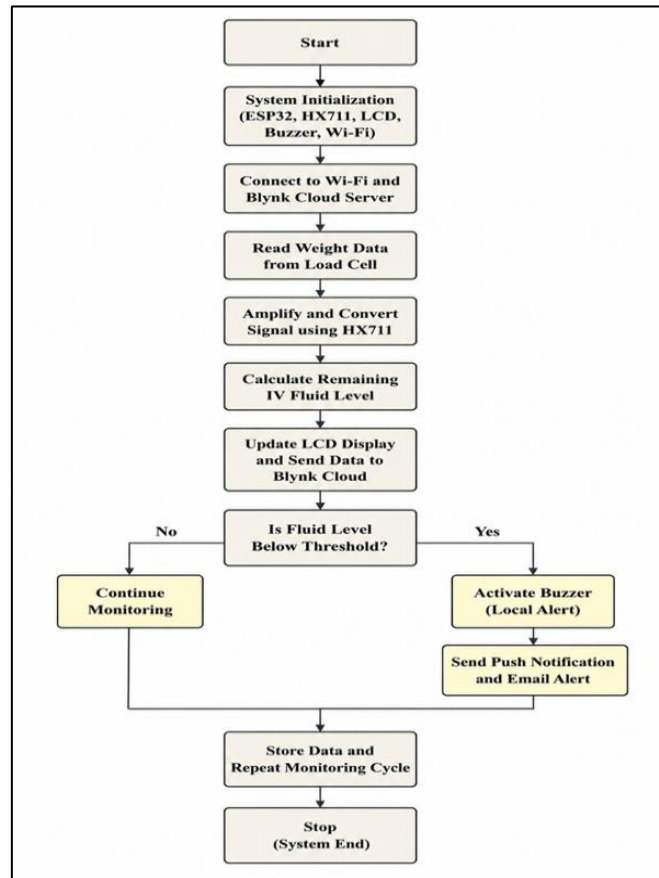 Start
System Initialization
(ESP32, HX711, LCD,
Buzzer, Wi-Fi)
Connect to Wi-Fi and
Blynk Cloud Server
Read Weight Data
from Load Cell
Amplify and Convert
Signal using HX711
Calculate Remaining
IV Fluid Level
Update LCD Display
and Send Data to
Blynk Cloud
Is Fluid Level
Below Threshold?
No
Yes
Continue
Monitoring
Activate Buzzer
(Local Alert)
Send Push Notification
and Email Alert
Store Data and
Repeat Monitoring Cycle
Stop
(System End)